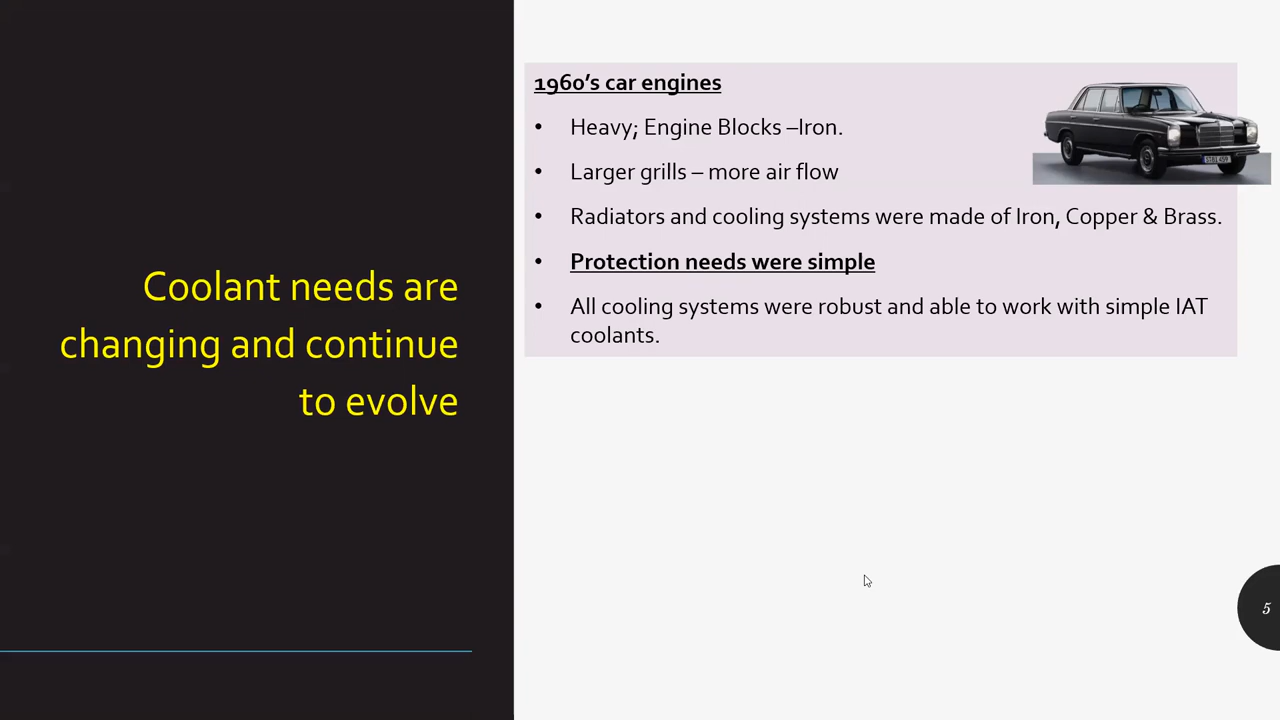 Coolant needs are
changing and continue
to evolve
1960's car engines
• Heavy; Engine Blocks –Iron.
• Larger grills – more air flow
• Radiators and cooling systems were made of Iron, Copper & Brass.
• Protection needs were simple
• All cooling systems were robust and able to work with simple IAT
coolants.
5